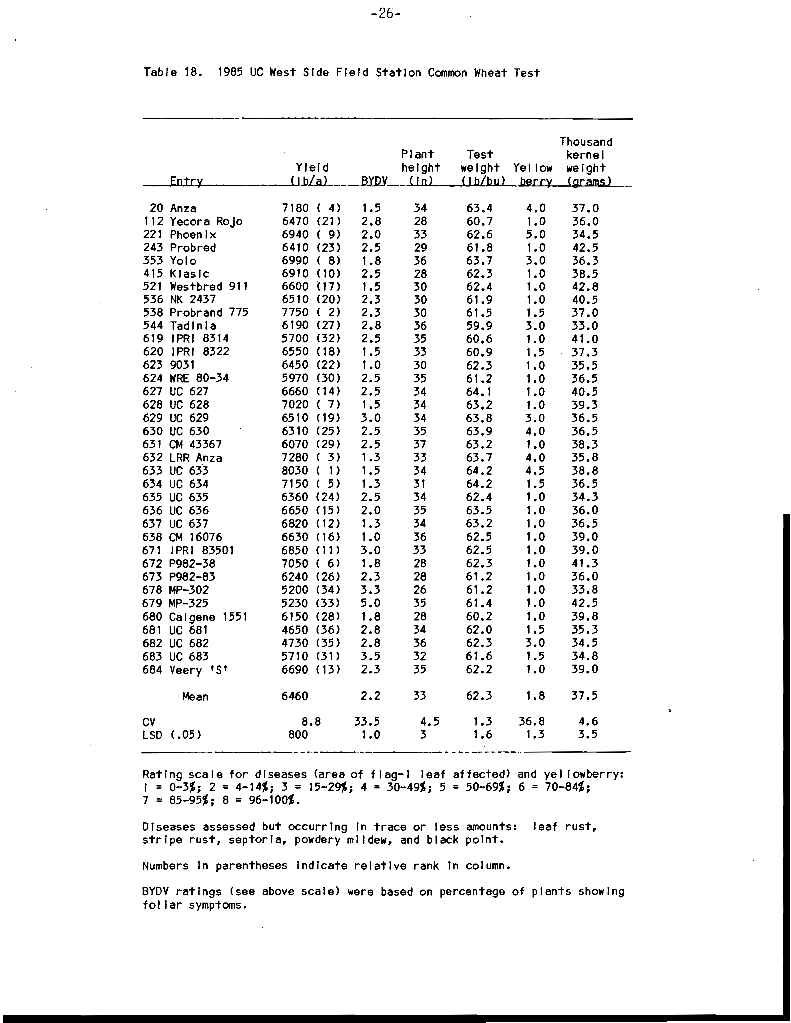 -26-
Table 18. 1985 UC West Side Field Station Common Wheat Test
Thousand
Plant Test kernel
Yield height weight Yellow weight
Entry (lb/a) BYDV (in) (lb/bu) berry (grams)
20 Anza 7180 ( 4) 1.5 34 63.4 4.0 37.0
112 Yecora Rojo 6470 (21) 2.8 28 60.7 1.0 36.0
221 Phoenix 6940 ( 9) 2.0 33 62.6 5.0 34.5
243 Probred 6410 (23) 2.5 29 61.8 1.0 42.5
353 Yolo 6990 ( 8) 1.8 36 63.7 3.0 36.3
415 Klasic 6910 (10) 2.5 28 62.3 1.0 38.5
521 Westbred 911 6600 (17) 1.5 30 62.4 1.0 42.8
536 NK 2437 6510 (20) 2.3 30 61.9 1.0 40.5
538 Probrand 775 7750 ( 2) 2.3 30 61.5 1.5 37.0
544 Tadinia 6190 (27) 2.8 36 59.9 3.0 33.0
619 IPRI 8314 5700 (32) 2.5 35 60.6 1.0 41.0
620 IPRI 8322 6550 (18) 1.5 33 60.9 1.5 37.3
623 9031 6450 (22) 1.0 30 62.3 1.0 35.5
624 WRE 80-34 5970 (30) 2.5 35 61.2 1.0 36.5
627 UC 627 6660 (14) 2.5 34 64.1 1.0 40.5
628 UC 628 7020 ( 7) 1.5 34 63.2 1.0 39.3
629 UC 629 6510 (19) 3.0 34 63.8 3.0 36.5
630 UC 630 6310 (25) 2.5 35 63.9 4.0 36.5
631 CM 43367 6070 (29) 2.5 37 63.2 1.0 38.3
632 LRR Anza 7280 ( 3) 1.3 33 63.7 4.0 35.8
633 UC 633 8030 ( 1) 1.5 34 64.2 4.5 38.8
634 UC 634 7150 ( 5) 1.3 31 64.2 1.5 36.5
635 UC 635 6360 (24) 2.5 34 62.4 1.0 34.3
636 UC 636 6650 (15) 2.0 35 63.5 1.0 36.0
637 UC 637 6820 (12) 1.3 34 63.2 1.0 36.5
638 CM 16076 6630 (16) 1.0 36 62.5 1.0 39.0
671 IPRI 83501 6850 (11) 3.0 33 62.5 1.0 39.0
672 P982-38 7050 ( 6) 1.8 28 62.3 1.0 41.3
673 P982-83 6240 (26) 2.3 28 61.2 1.0 36.0
678 MP-302 5200 (34) 3.3 26 61.2 1.0 33.8
679 MP-325 5230 (33) 5.0 35 61.4 1.0 42.5
680 Calgene 1551 6150 (28) 1.8 28 60.2 1.0 39.8
681 UC 681 4650 (36) 2.8 34 62.0 1.5 35.3
682 UC 682 4730 (35) 2.8 36 62.3 3.0 34.5
683 UC 683 5710 (31) 3.5 32 61.6 1.5 34.8
684 Veery 'S' 6690 (13) 2.3 35 62.2 1.0 39.0
Mean 6460 2.2 33 62.3 1.8 37.5
CV 8.8 33.5 4.5 1.3 36.8 4.6
LSD (.05) 800 1.0 3 1.6 1.3 3.5
Rating scale for diseases (area of flag-1 leaf affected) and yellowberry:
1 = 0-3%; 2 = 4-14%; 3 = 15-29%; 4 = 30-49%; 5 = 50-69%; 6 = 70-84%;
7 = 85-95%; 8 = 96-100%.
Diseases assessed but occurring in trace or less amounts: leaf rust,
stripe rust, septoria, powdery mildew, and black point.
Numbers in parentheses indicate relative rank in column.
BYDV ratings (see above scale) were based on percentage of plants showing
foliar symptoms.